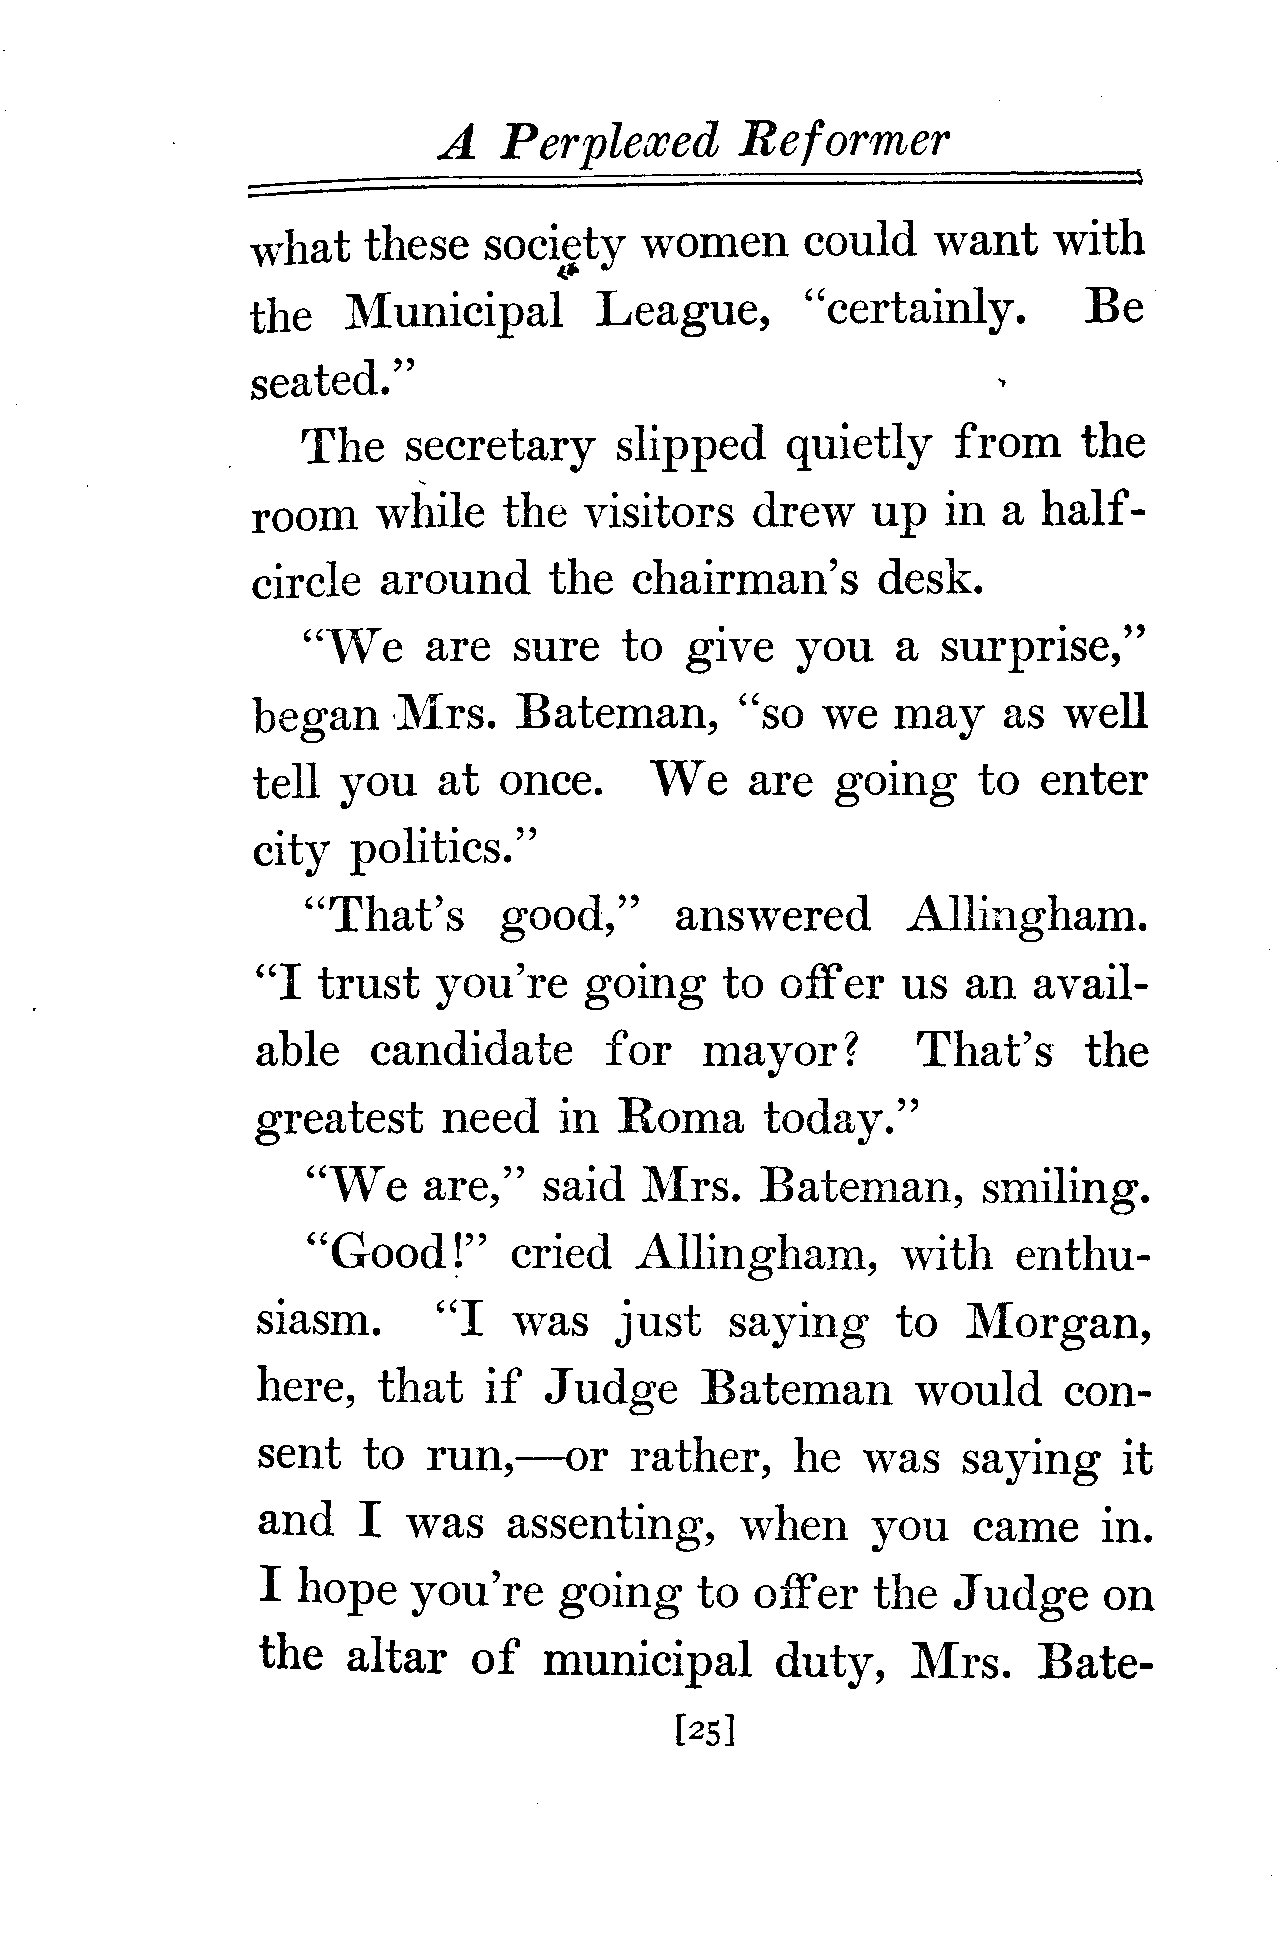 A Perplexed Reformer
what these society women could want with
the Municipal League, "certainly. Be
seated."
The secretary slipped quietly from the
room while the visitors drew up in a half-
circle around the chairman's desk.
"We are sure to give you a surprise,"
began Mrs. Bateman, "so we may as well
tell you at once. We are going to enter
city politics."
"That's good," answered Allingham.
"I trust you're going to offer us an avail-
able candidate for mayor? That's the
greatest need in Roma today."
"We are," said Mrs. Bateman, smiling.
"Good!" cried Allingham, with enthu-
siasm. "I was just saying to Morgan,
here, that if Judge Bateman would con-
sent to run,—or rather, he was saying it
and I was assenting, when you came in.
I hope you're going to offer the Judge on
the altar of municipal duty, Mrs. Bate-
[25]